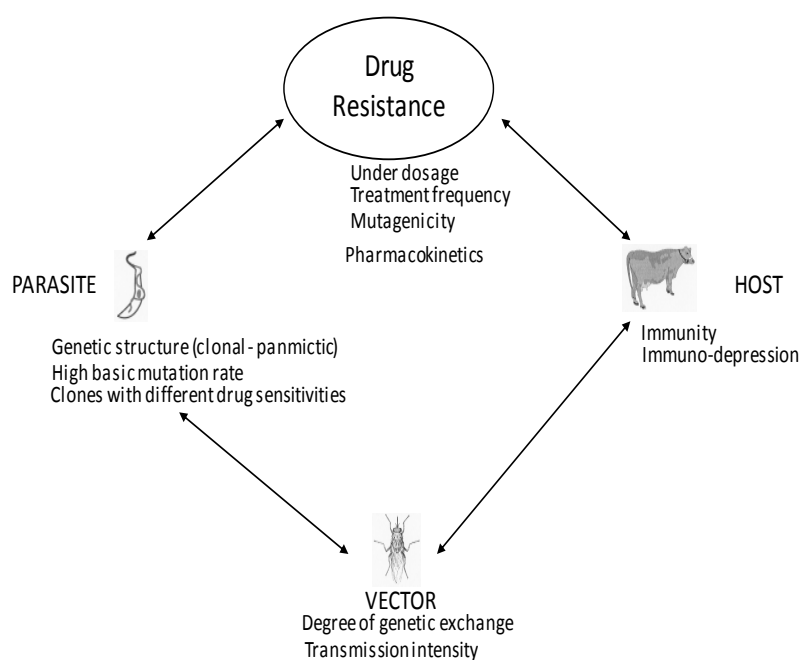 Drug
Resistance
Under dosage
Treatment frequency
Mutagenicity
Pharmacokinetics
PARASITE
HOST
Genetic structure (clonal - panmictic)
High basic mutation rate
Clones with different drug sensitivities
Immunity
Immuno-depression
VECTOR
Degree of genetic exchange
Transmission intensity